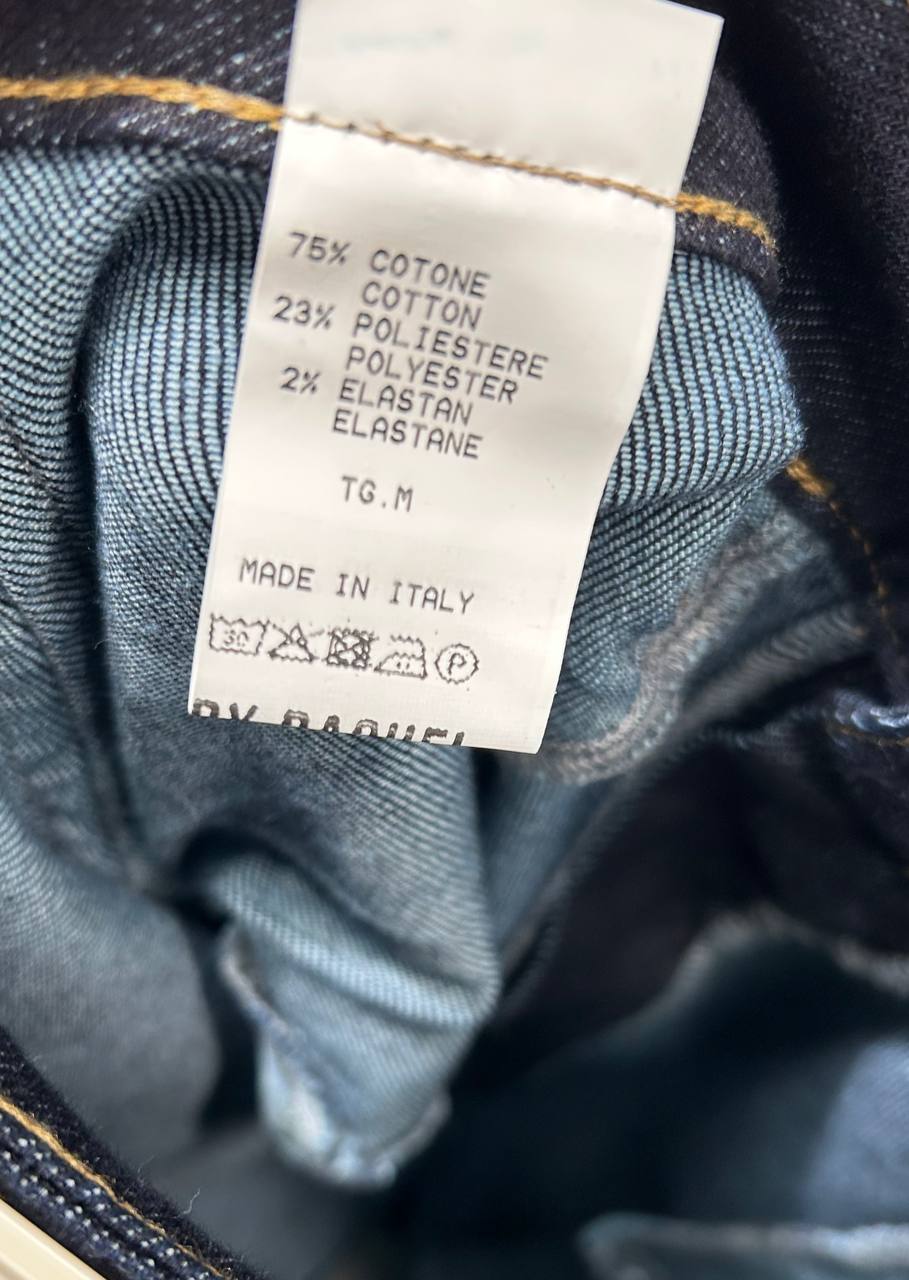 75% COTONE
COTTON
23% POLIESTERE
POLYESTER
2% ELASTAN
ELASTANE
TG.M
MADE IN ITALY
30 P